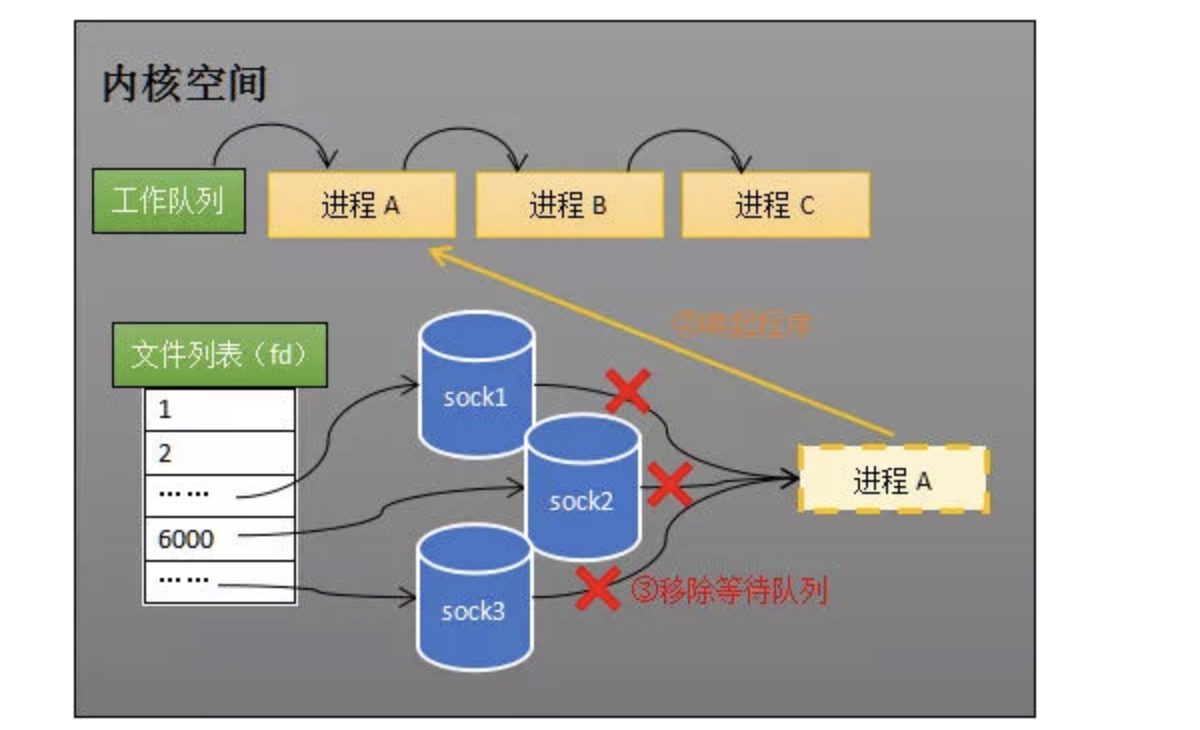 内核空间
工作队列
进程 A
进程 B
进程 C
②唤起程序
文件列表（fd）
1
2
……
6000
……
sock1
sock2
sock3
进程 A
③移除等待队列